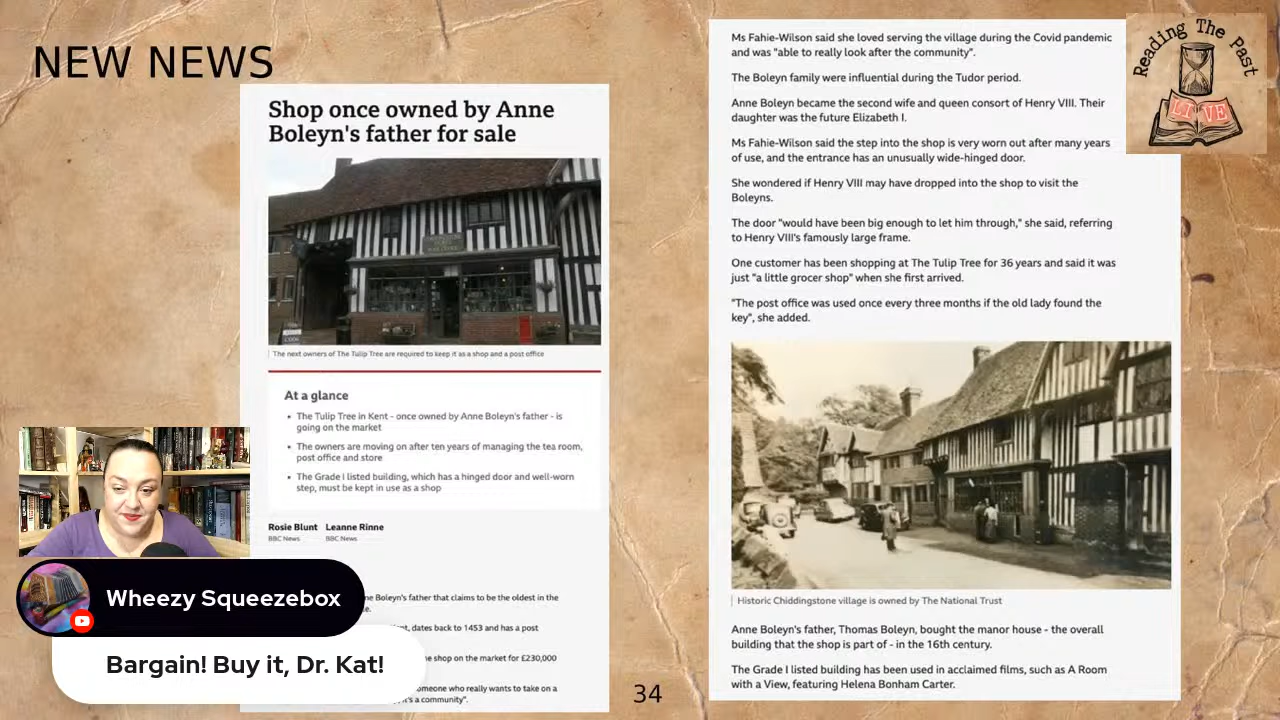 NEW NEWS
Shop once owned by Anne
Boleyn's father for sale
The next owners of The Tulip Tree are required to keep it as a shop and a post office
At a glance
• The Tulip Tree in Kent - once owned by Anne Boleyn's father - is
going on the market
• The owners are moving on after ten years of managing the tea room,
post office and store
• The Grade I listed building, which has a hinged door and well-worn
step, must be kept in use as a shop
Rosie Blunt Leanne Rinne
BBC News BBC News
ne Boleyn's father that claims to be the oldest in the
dates back to 1453 and has a post
he shop on the market for £230,000
omeone who really wants to take on a
it's a community".
Wheezy Squeezebox
Bargain! Buy it, Dr. Kat!
34
Ms Fahie-Wilson said she loved serving the village during the Covid pandemic
and was "able to really look after the community".
The Boleyn family were influential during the Tudor period.
Anne Boleyn became the second wife and queen consort of Henry VIII. Their
daughter was the future Elizabeth I.
Ms Fahie-Wilson said the step into the shop is very worn out after many years
of use, and the entrance has an unusually wide-hinged door.
She wondered if Henry VIII may have dropped into the shop to visit the
Boleyns.
The door "would have been big enough to let him through," she said, referring
to Henry VIII's famously large frame.
One customer has been shopping at The Tulip Tree for 36 years and said it was
just "a little grocer shop" when she first arrived.
"The post office was used once every three months if the old lady found the
key", she added.
Historic Chiddingstone village is owned by The National Trust
Anne Boleyn's father, Thomas Boleyn, bought the manor house - the overall
building that the shop is part of - in the 16th century.
The Grade I listed building has been used in acclaimed films, such as A Room
with a View, featuring Helena Bonham Carter.
Reading The Past
LIVE